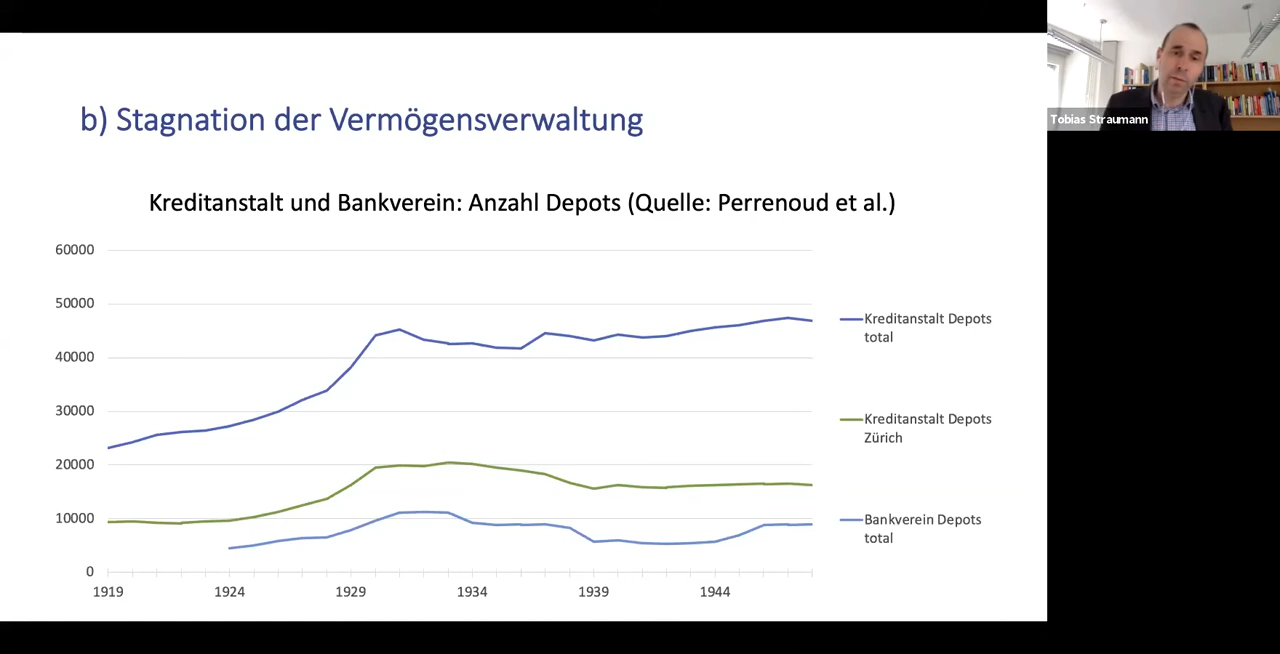 b) Stagnation der Vermögensverwaltung
Tobias Straumann
Kreditanstalt und Bankverein: Anzahl Depots (Quelle: Perrenoud et al.)
60000
50000
40000
30000
20000
10000
0
1919
1924
1929
1934
1939
1944
Kreditanstalt Depots
total
Kreditanstalt Depots
Zürich
Bankverein Depots
total